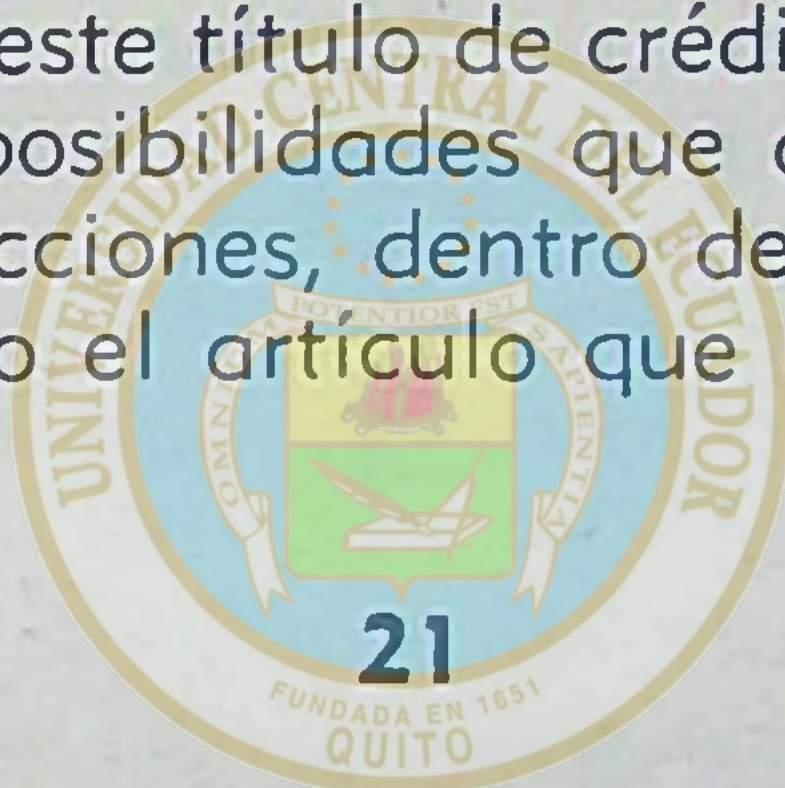 este título de crédi
posibilidades que
cciones, dentro de
o el artículo que
21
UNIVERSIDAD CENTRAL DEL ECUADOR
OMNIUM POTENTIOR EST SAPIENTIA
FUNDADA EN 1651
QUITO